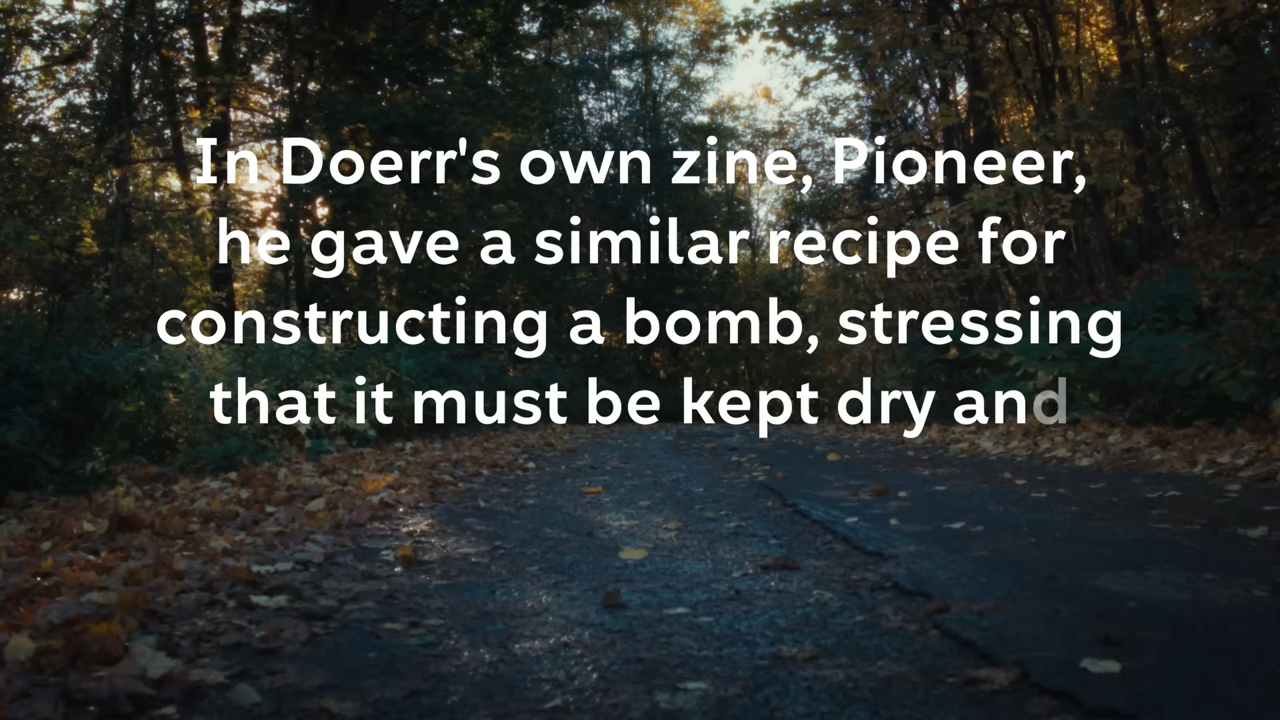 In Doerr's own zine, Pioneer,
he gave a similar recipe for
constructing a bomb, stressing
that it must be kept dry and